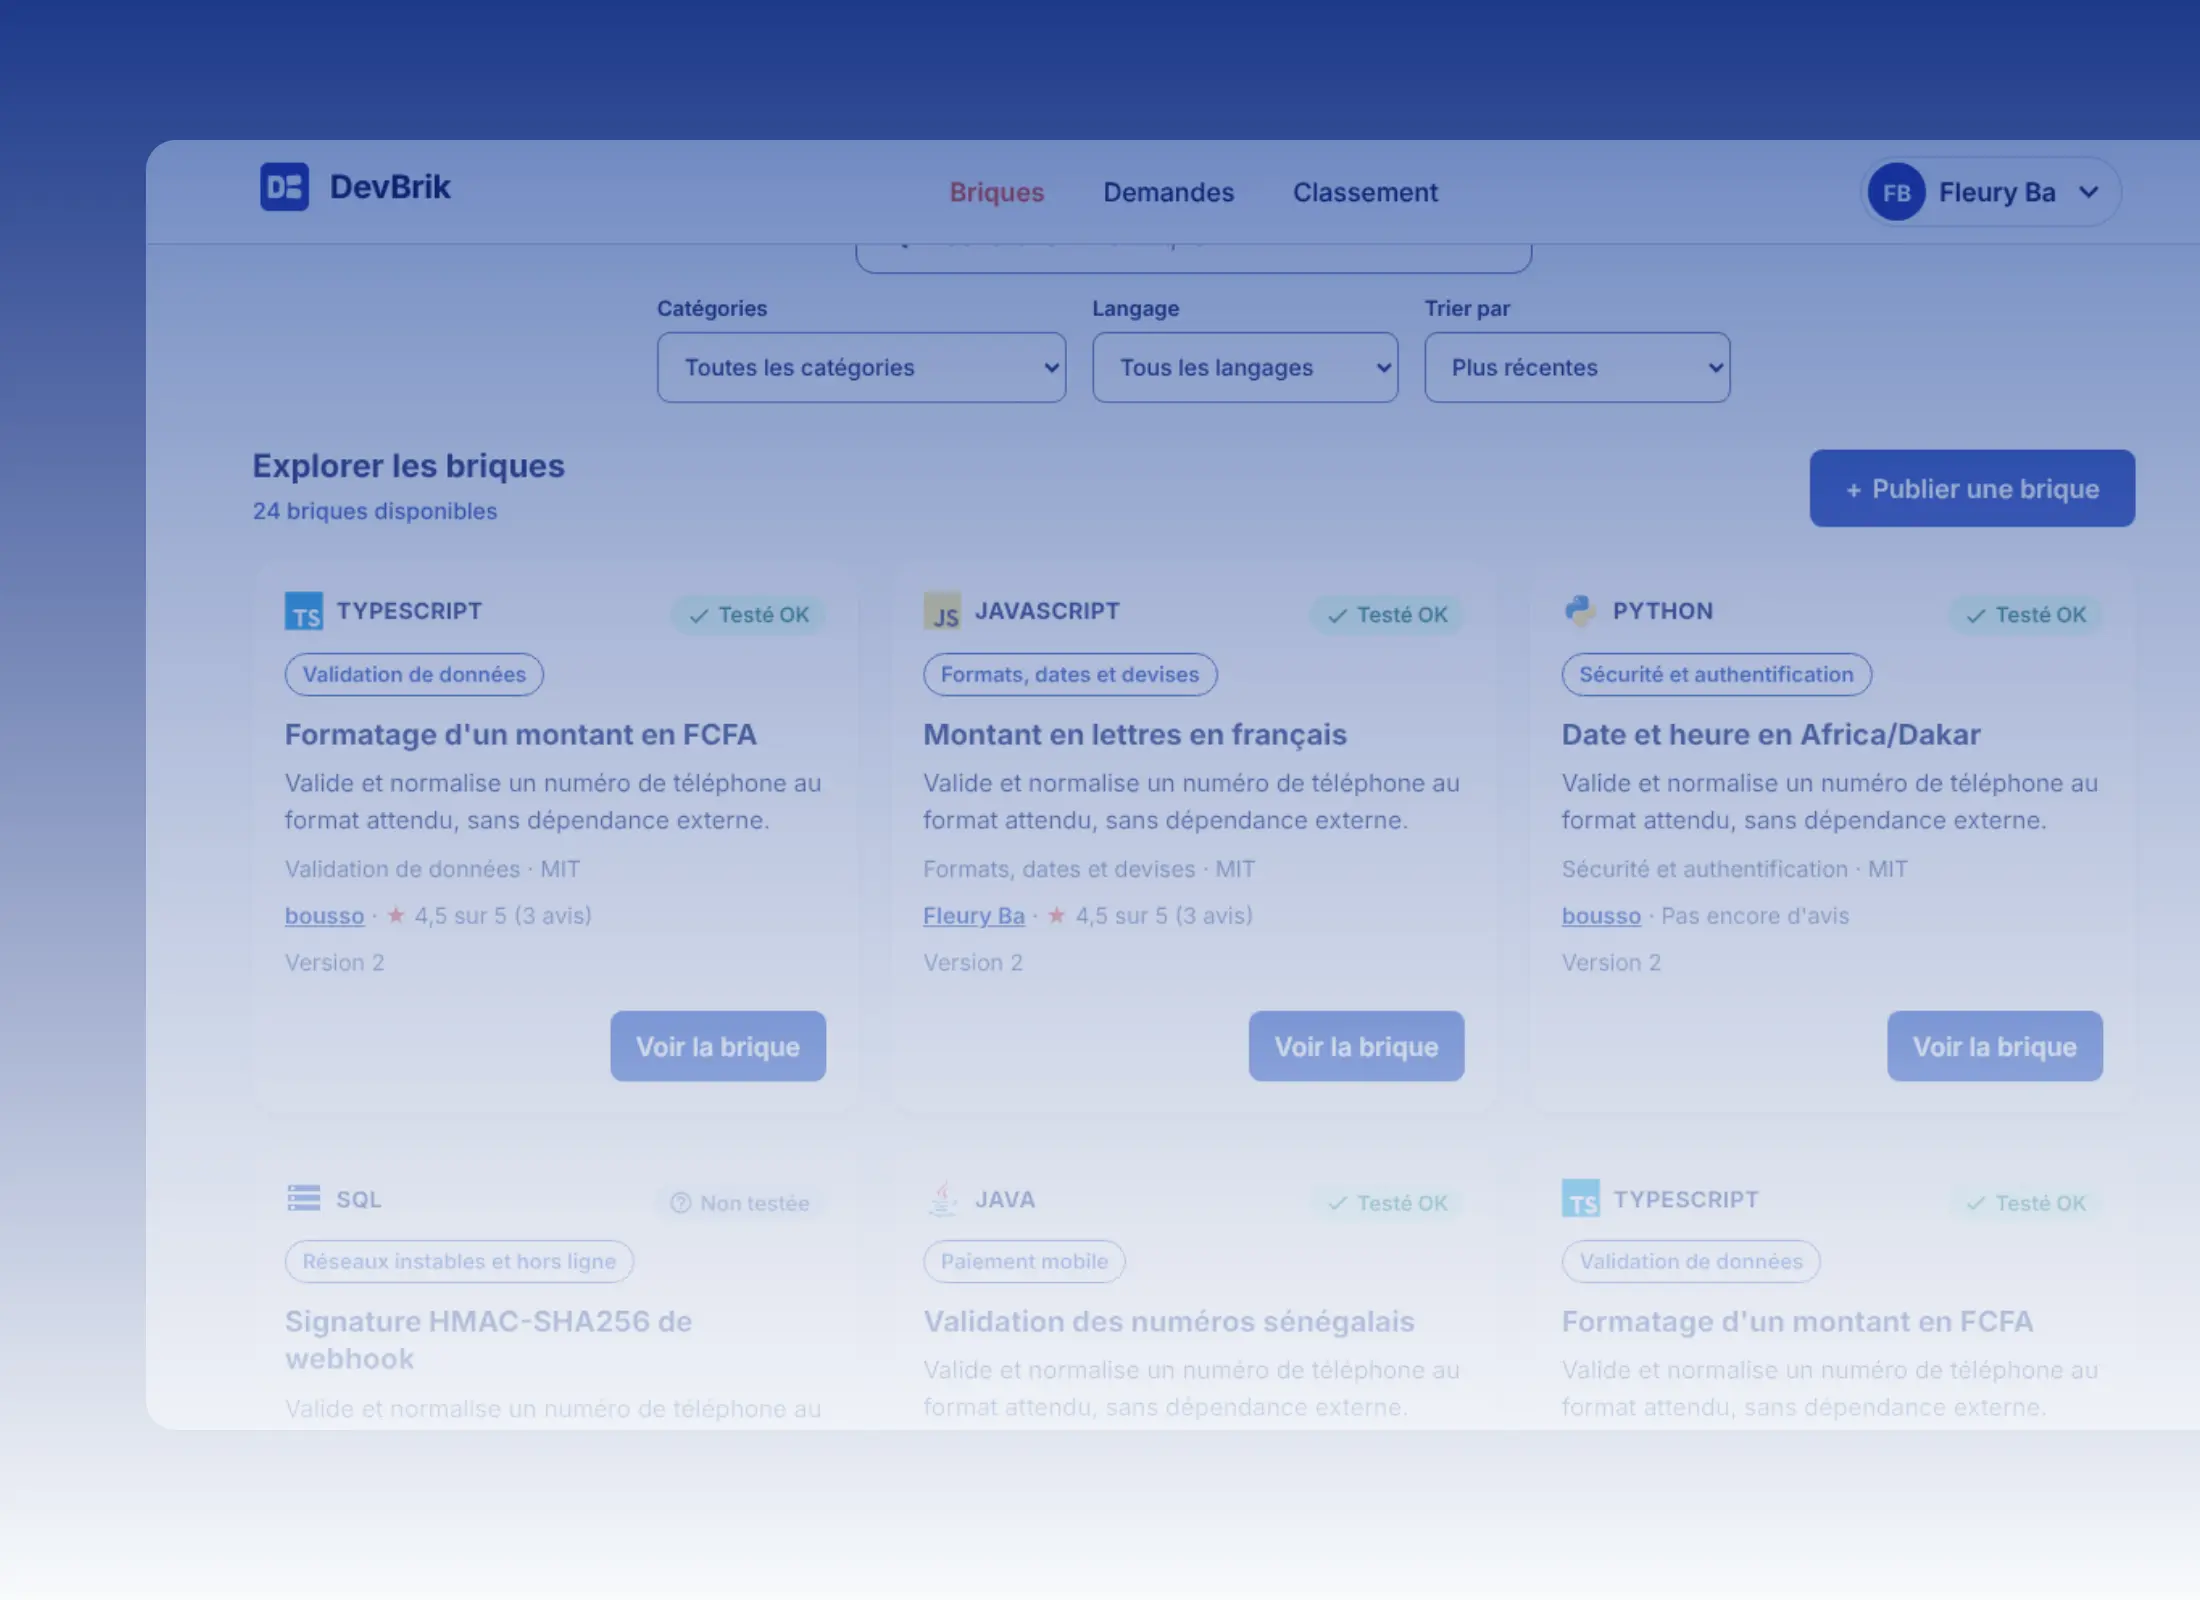 DevBrik
Briques Demandes Classement
FB Fleury Ba
Catégories Langage Trier par
Toutes les catégories Tous les langages Plus récentes
Explorer les briques
24 briques disponibles
+ Publier une brique
TS TYPESCRIPT ✓ Testé OK
Validation de données
Formatage d'un montant en FCFA
Valide et normalise un numéro de téléphone au
format attendu, sans dépendance externe.
Validation de données · MIT
bousso · ★ 4,5 sur 5 (3 avis)
Version 2
Voir la brique
JS JAVASCRIPT ✓ Testé OK
Formats, dates et devises
Montant en lettres en français
Valide et normalise un numéro de téléphone au
format attendu, sans dépendance externe.
Formats, dates et devises · MIT
Fleury Ba · ★ 4,5 sur 5 (3 avis)
Version 2
Voir la brique
PYTHON ✓ Testé OK
Sécurité et authentification
Date et heure en Africa/Dakar
Valide et normalise un numéro de téléphone au
format attendu, sans dépendance externe.
Sécurité et authentification · MIT
bousso · Pas encore d'avis
Version 2
Voir la brique
SQL Non testée
Réseaux instables et hors ligne
Signature HMAC-SHA256 de
webhook
Valide et normalise un numéro de téléphone au
JAVA ✓ Testé OK
Paiement mobile
Validation des numéros sénégalais
Valide et normalise un numéro de téléphone au
format attendu, sans dépendance externe.
TS TYPESCRIPT ✓ Testé OK
Validation de données
Formatage d'un montant en FCFA
Valide et normalise un numéro de téléphone au
format attendu, sans dépendance externe.